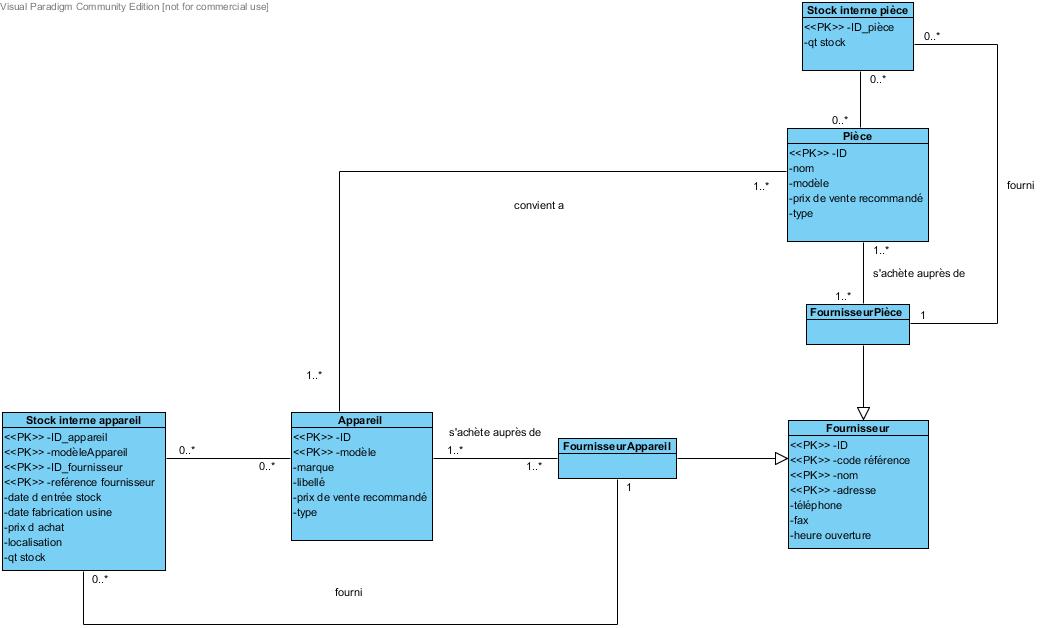 Visual Paradigm Community Edition [not for commercial use]
Stock interne pièce
<<PK>> -ID_pièce
-qt stock
0..*
0..*
0..*
Pièce
<<PK>> -ID
-nom
-modèle
-prix de vente recommandé
-type
1..*
fourni
convient a
1..*
s'achète auprès de
1..*
FournisseurPièce
1
1..*
Stock interne appareil
<<PK>> -ID_appareil
<<PK>> -modèleAppareil
<<PK>> -ID_fournisseur
<<PK>> -reférence fournisseur
-date d entrée stock
-date fabrication usine
-prix d achat
-localisation
-qt stock
0..*
0..*
Appareil
<<PK>> -ID
<<PK>> -modèle
-marque
-libellé
-prix de vente recommandé
-type
s'achète auprès de
1..*
1..*
FournisseurAppareil
1
Fournisseur
<<PK>> -ID
<<PK>> -code référence
<<PK>> -nom
<<PK>> -adresse
-téléphone
-fax
-heure ouverture
0..*
fourni